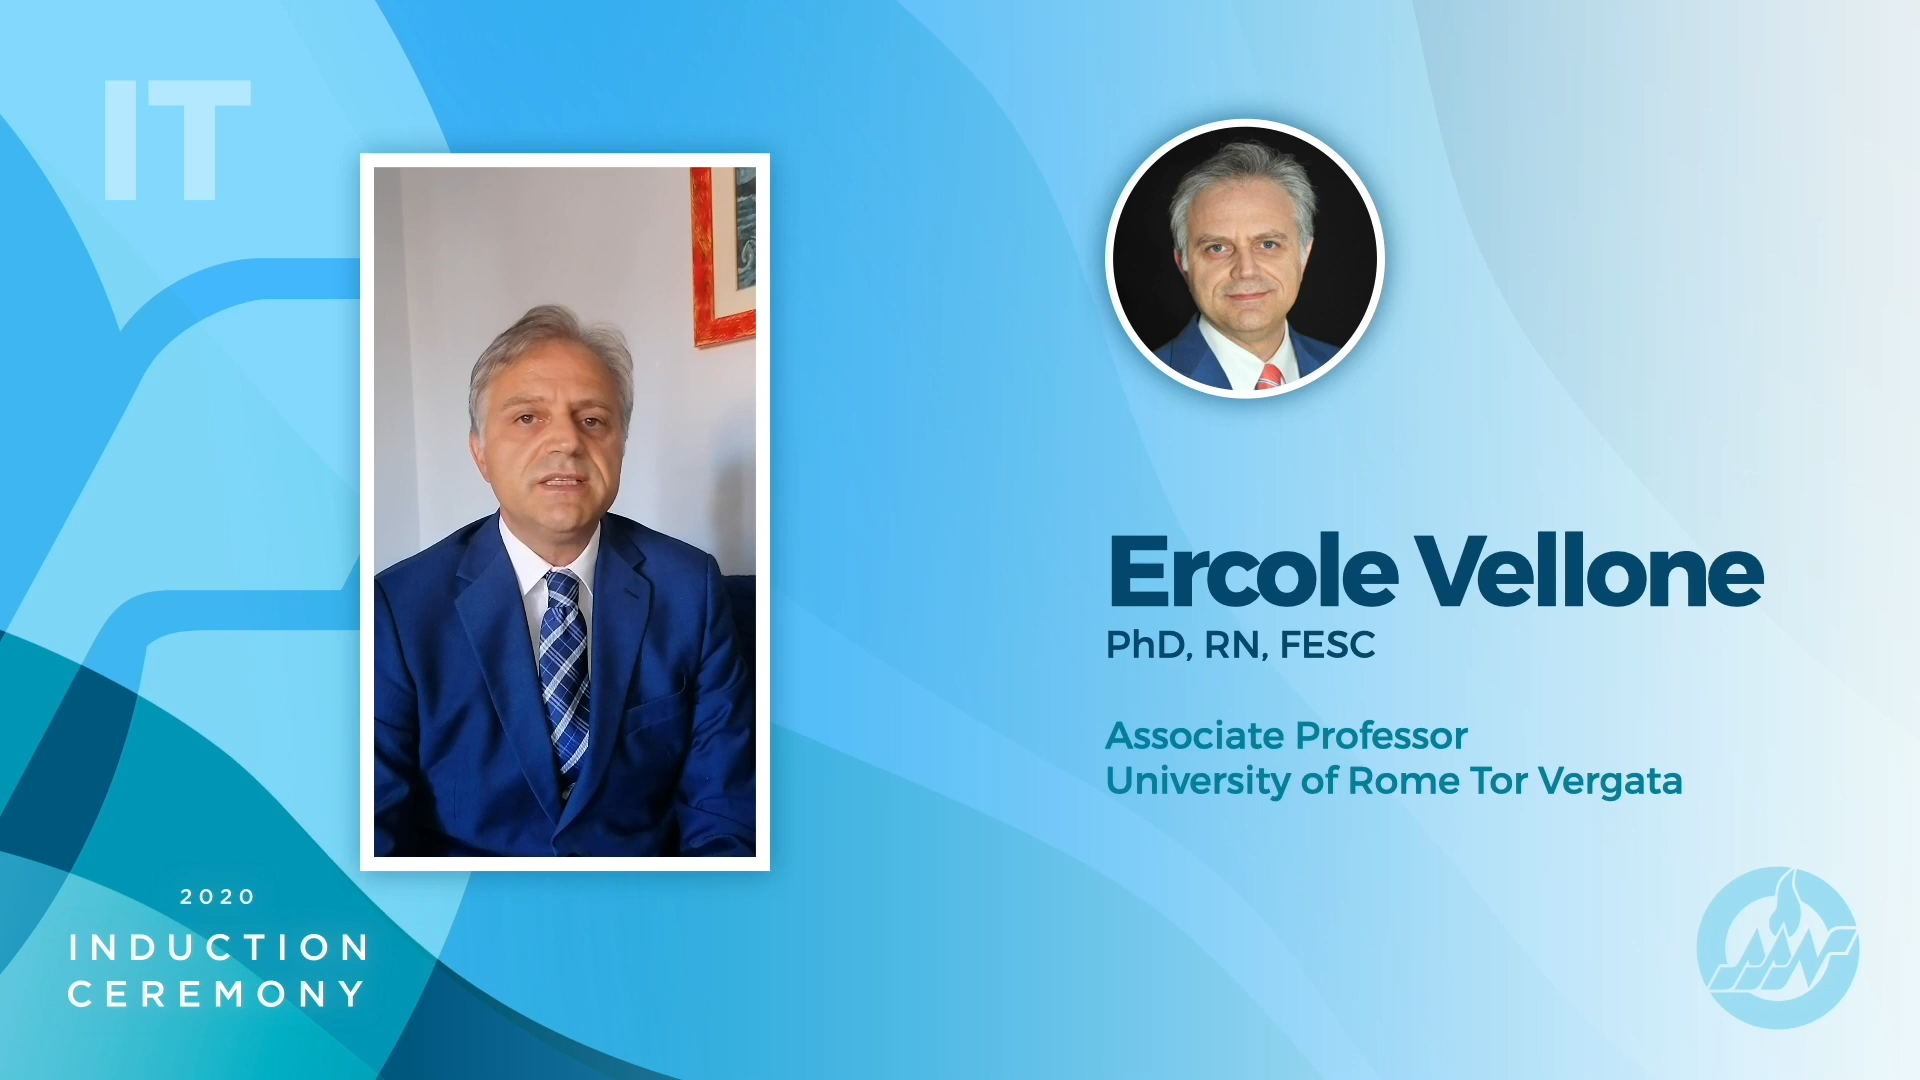 IT
Ercole Vellone
PhD, RN, FESC
Associate Professor
University of Rome Tor Vergata
2020
INDUCTION
CEREMONY